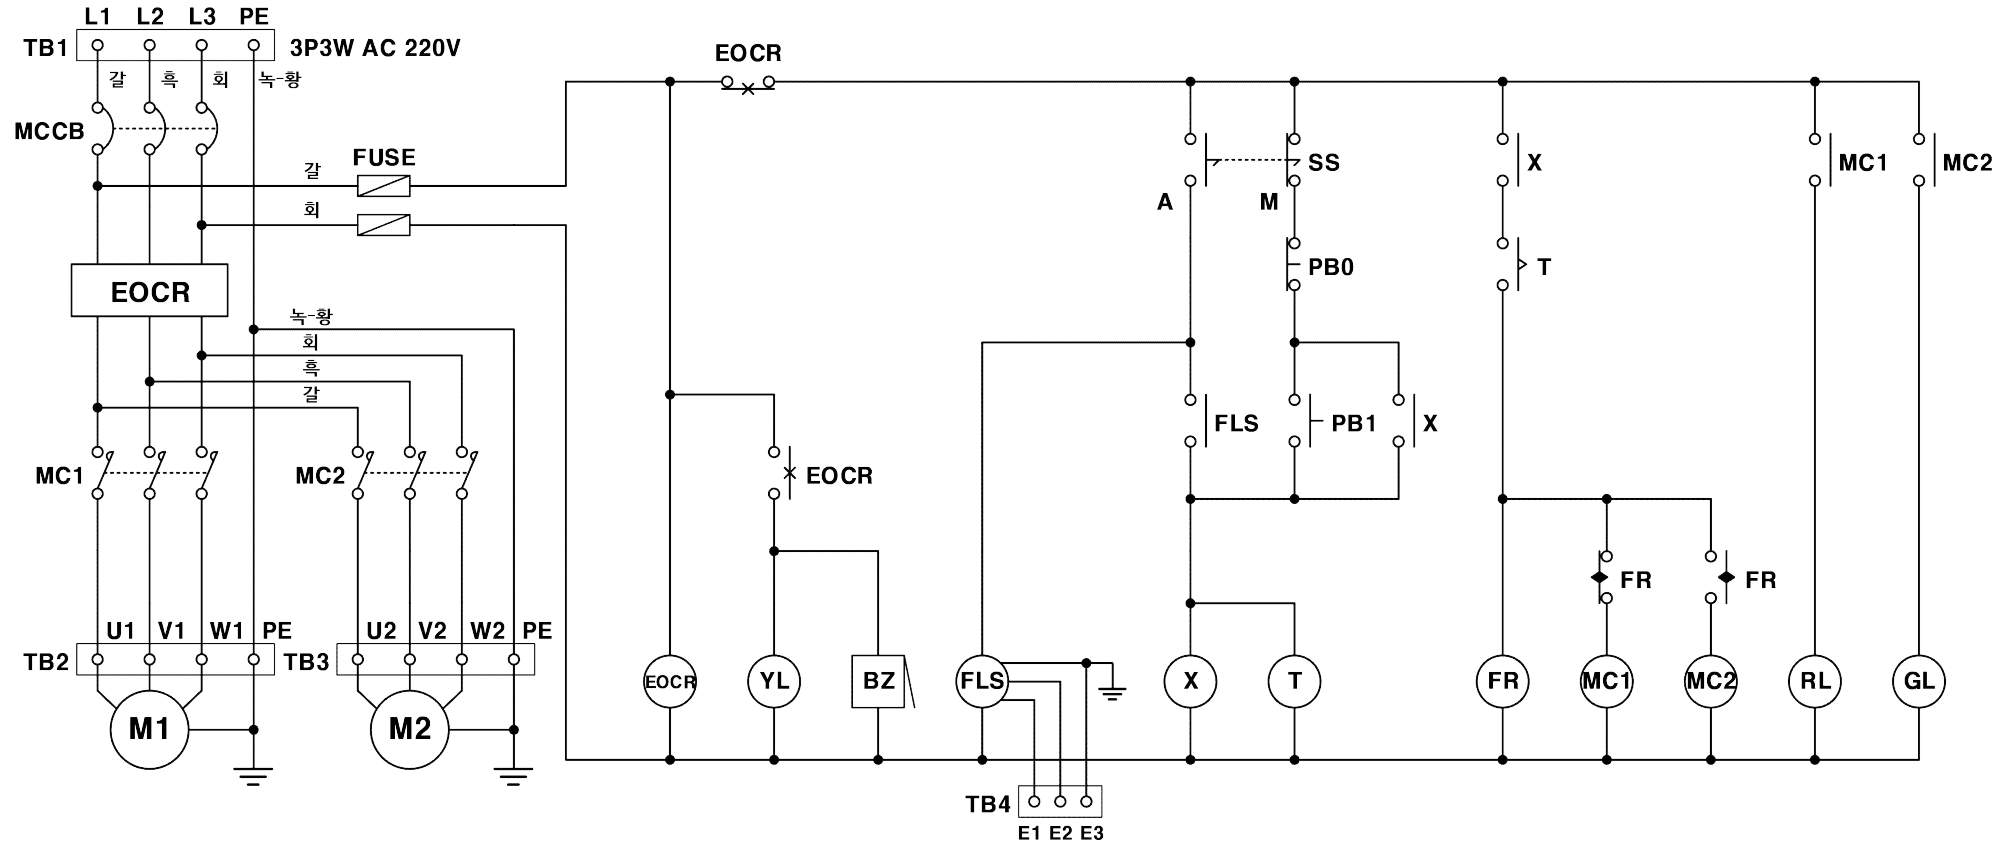 L1 L2 L3 PE
TB1
3P3W AC 220V
갈 흑 회 녹-황
MCCB
갈
FUSE
회
EOCR
녹-황
회
흑
갈
MC1
MC2
U1 V1 W1 PE
TB2
U2 V2 W2 PE
TB3
M1
M2
EOCR
A
M
SS
PB0
X
T
MC1
MC2
FLS
PB1
X
EOCR
FR
FR
EOCR
YL
BZ
FLS
X
T
FR
MC1
MC2
RL
GL
TB4
E1 E2 E3